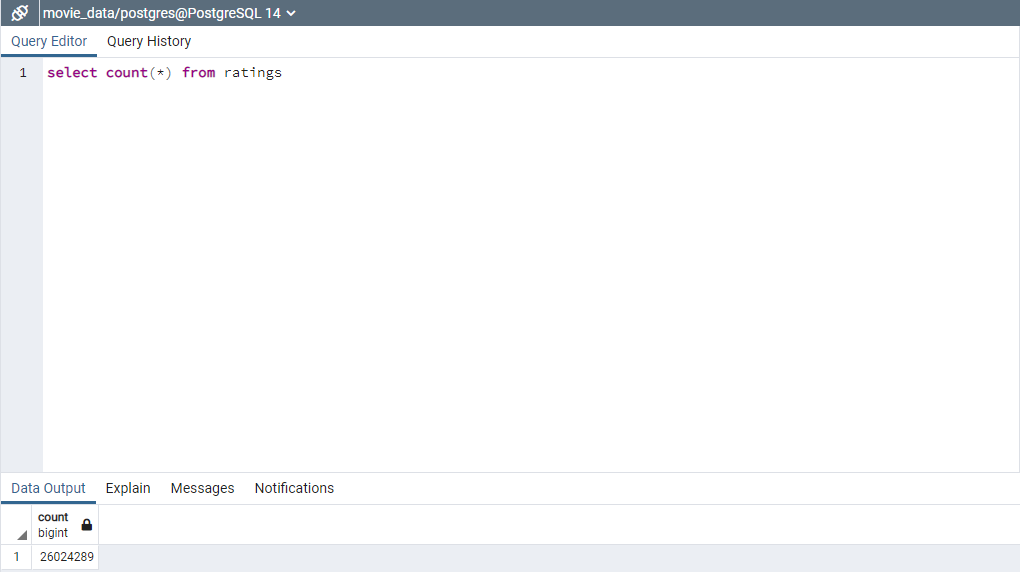 movie_data/postgres@PostgreSQL 14
Query Editor Query History
1 select count(*) from ratings
Data Output Explain Messages Notifications
count
bigint
1 26024289